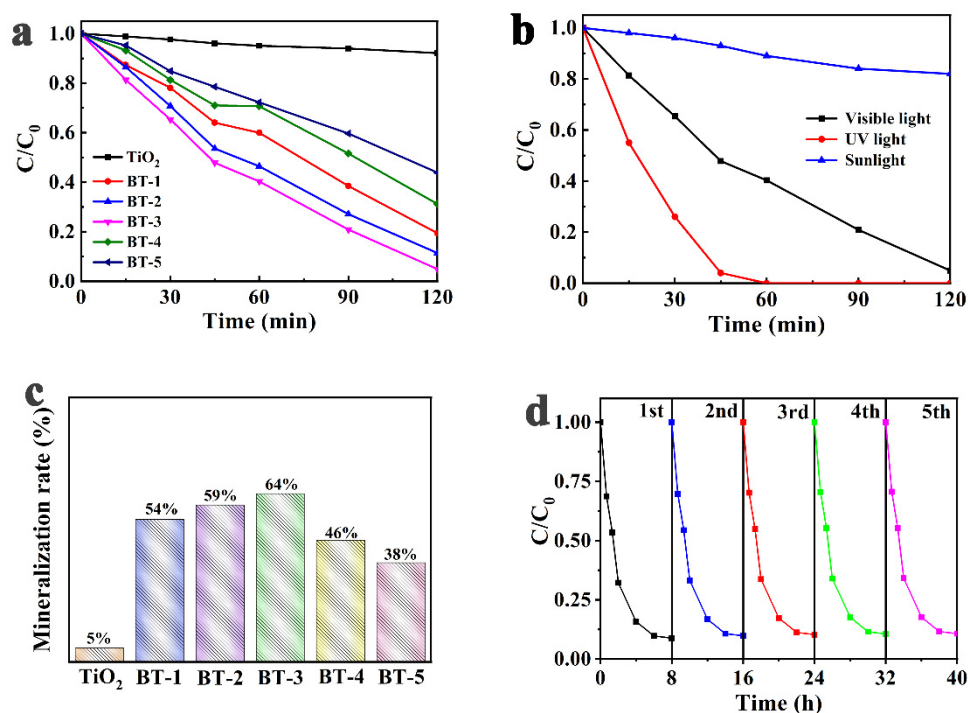 a
1.0
0.8
0.6
0.4
0.2
0.0
C/C0
TiO2
BT-1
BT-2
BT-3
BT-4
BT-5
0 30 60 90 120
Time (min)
b
1.0
0.8
0.6
0.4
0.2
0.0
C/C0
Visible light
UV light
Sunlight
0 30 60 90 120
Time (min)
c
Mineralization rate (%)
5%
54%
59%
64%
46%
38%
TiO2 BT-1 BT-2 BT-3 BT-4 BT-5
d
1st 2nd 3rd 4th 5th
1.00
0.75
0.50
0.25
0.00
C/C0
0 8 16 24 32 40
Time (h)